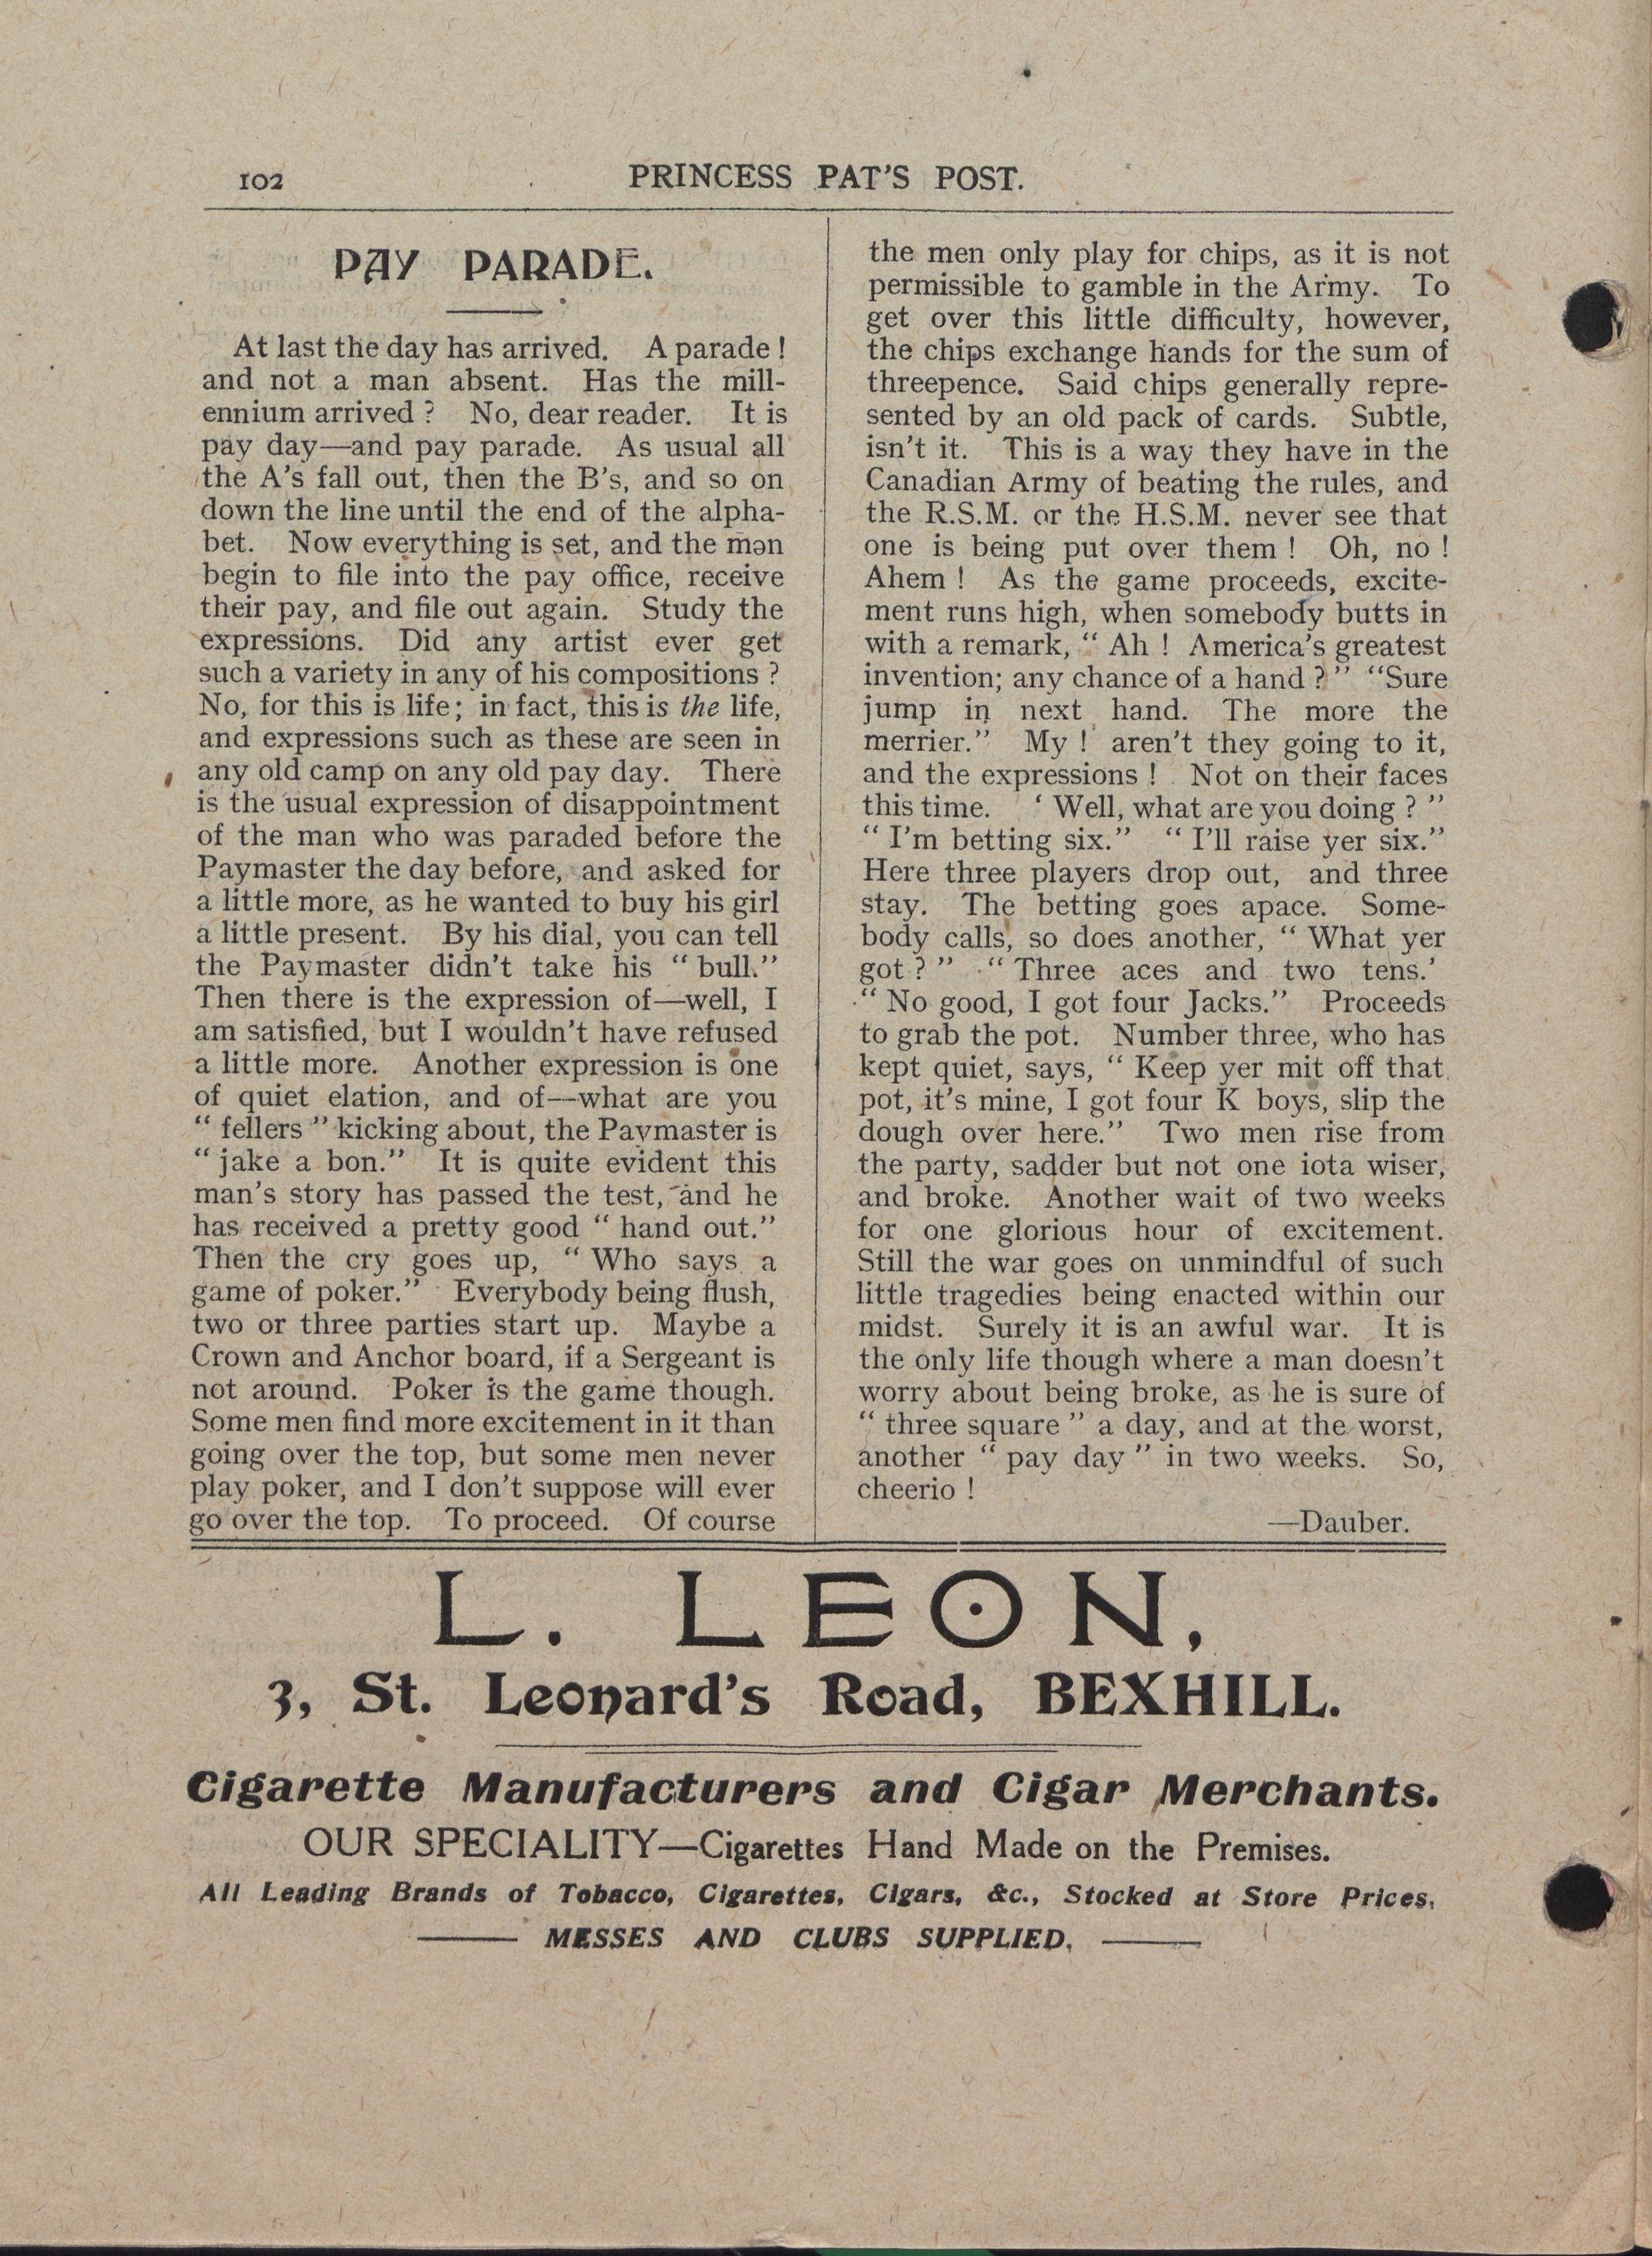 102
PRINCESS PAT'S POST.
PAY PARADE.
At last the day has arrived. A parade !
and not a man absent. Has the mill-
ennium arrived ? No, dear reader. It is
pay day—and pay parade. As usual all
the A's fall out, then the B's, and so on
down the line until the end of the alpha-
bet. Now everything is set, and the men
begin to file into the pay office, receive
their pay, and file out again. Study the
expressions. Did any artist ever get
such a variety in any of his compositions ?
No, for this is life; in fact, this is the life,
and expressions such as these are seen in
any old camp on any old pay day. There
is the usual expression of disappointment
of the man who was paraded before the
Paymaster the day before, and asked for
a little more, as he wanted to buy his girl
a little present. By his dial, you can tell
the Paymaster didn't take his " bull."
Then there is the expression of—well, I
am satisfied, but I wouldn't have refused
a little more. Another expression is one
of quiet elation, and of—what are you
" fellers " kicking about, the Paymaster is
" jake a bon." It is quite evident this
man's story has passed the test, and he
has received a pretty good " hand out."
Then the cry goes up, " Who says a
game of poker." Everybody being flush,
two or three parties start up. Maybe a
Crown and Anchor board, if a Sergeant is
not around. Poker is the game though.
Some men find more excitement in it than
going over the top, but some men never
play poker, and I don't suppose will ever
go over the top. To proceed. Of course
the men only play for chips, as it is not
permissible to gamble in the Army. To
get over this little difficulty, however,
the chips exchange hands for the sum of
threepence. Said chips generally repre-
sented by an old pack of cards. Subtle,
isn't it. This is a way they have in the
Canadian Army of beating the rules, and
the R.S.M. or the H.S.M. never see that
one is being put over them ! Oh, no !
Ahem ! As the game proceeds, excite-
ment runs high, when somebody butts in
with a remark, " Ah ! America's greatest
invention; any chance of a hand ? " "Sure
jump in next hand. The more the
merrier." My ! aren't they going to it,
and the expressions ! Not on their faces
this time. ' Well, what are you doing ? "
" I'm betting six." " I'll raise yer six."
Here three players drop out, and three
stay. The betting goes apace. Some-
body calls, so does another, " What yer
got ? " " Three aces and two tens.'
" No good, I got four Jacks." Proceeds
to grab the pot. Number three, who has
kept quiet, says, " Keep yer mit off that
pot, it's mine, I got four K boys, slip the
dough over here." Two men rise from
the party, sadder but not one iota wiser,
and broke. Another wait of two weeks
for one glorious hour of excitement.
Still the war goes on unmindful of such
little tragedies being enacted within our
midst. Surely it is an awful war. It is
the only life though where a man doesn't
worry about being broke, as he is sure of
" three square " a day, and at the worst,
another " pay day " in two weeks. So,
cheerio !
—Dauber.
L. LEON,
3, St. Leonard's Road, BEXHILL.
Cigarette Manufacturers and Cigar Merchants.
OUR SPECIALITY—Cigarettes Hand Made on the Premises.
All Leading Brands of Tobacco, Cigarettes, Cigars, &c., Stocked at Store Prices,
MESSES AND CLUBS SUPPLIED.